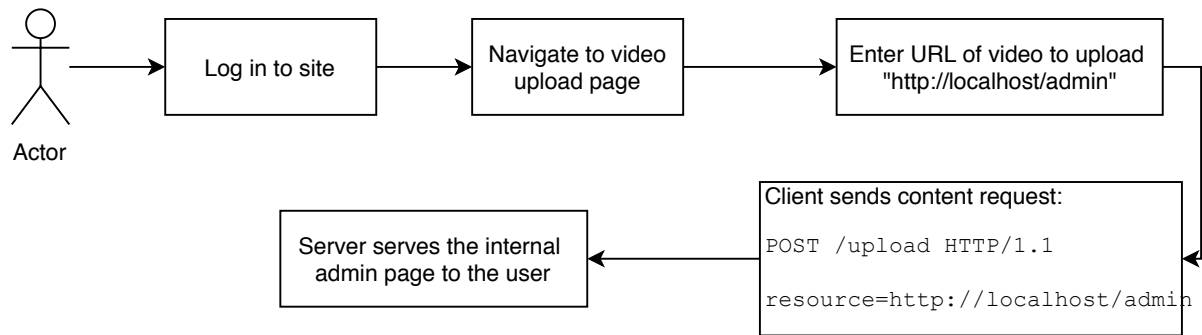 Actor
Log in to site
Navigate to video
upload page
Enter URL of video to upload
"http://localhost/admin"
Client sends content request:
POST /upload HTTP/1.1
resource=http://localhost/admin
Server serves the internal
admin page to the user